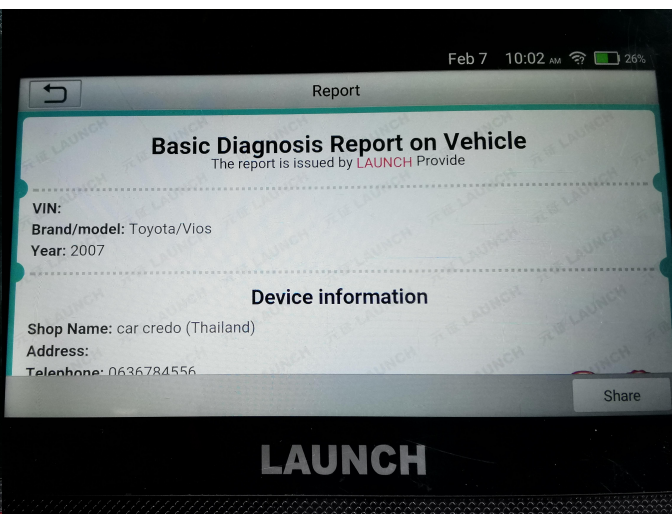 Feb 7 10:02 AM 26%
Report
Basic Diagnosis Report on Vehicle
The report is issued by LAUNCH Provide
VIN:
Brand/model: Toyota/Vios
Year: 2007
Device information
Shop Name: car credo (Thailand)
Address:
Telephone: 0636784556
Share
LAUNCH